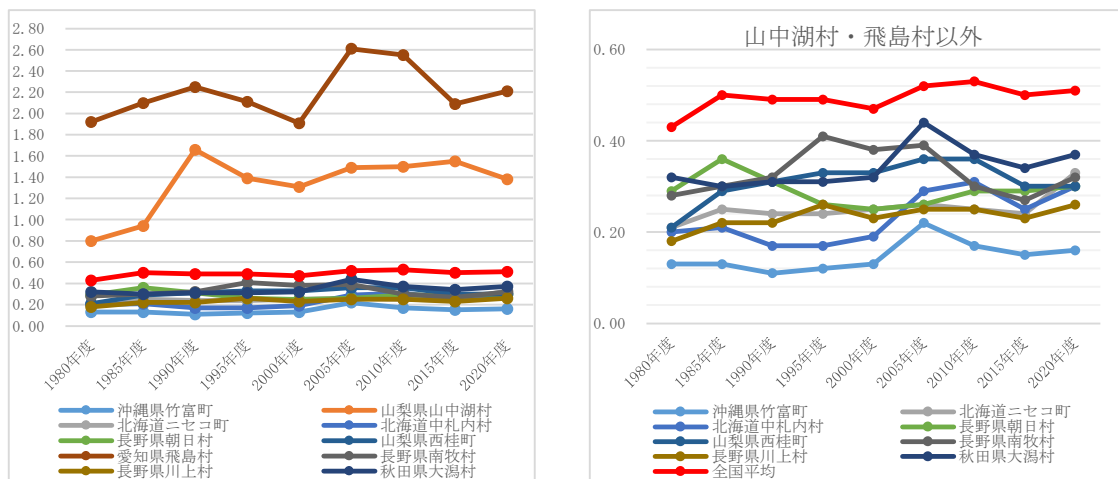 2.80
2.60
2.40
2.20
2.00
1.80
1.60
1.40
1.20
1.00
0.80
0.60
0.40
0.20
0.00
1980年度 1985年度 1990年度 1995年度 2000年度 2005年度 2010年度 2015年度 2020年度
沖縄県竹富町 山梨県山中湖村
北海道ニセコ町 北海道中札内村
長野県朝日村 山梨県西桂町
愛知県飛島村 長野県南牧村
長野県川上村 秋田県大潟村
山中湖村・飛島村以外
0.60
0.40
0.20
0.00
1980年度 1985年度 1990年度 1995年度 2000年度 2005年度 2010年度 2015年度 2020年度
沖縄県竹富町 北海道ニセコ町
北海道中札内村 長野県朝日村
山梨県西桂町 長野県南牧村
長野県川上村 秋田県大潟村
全国平均